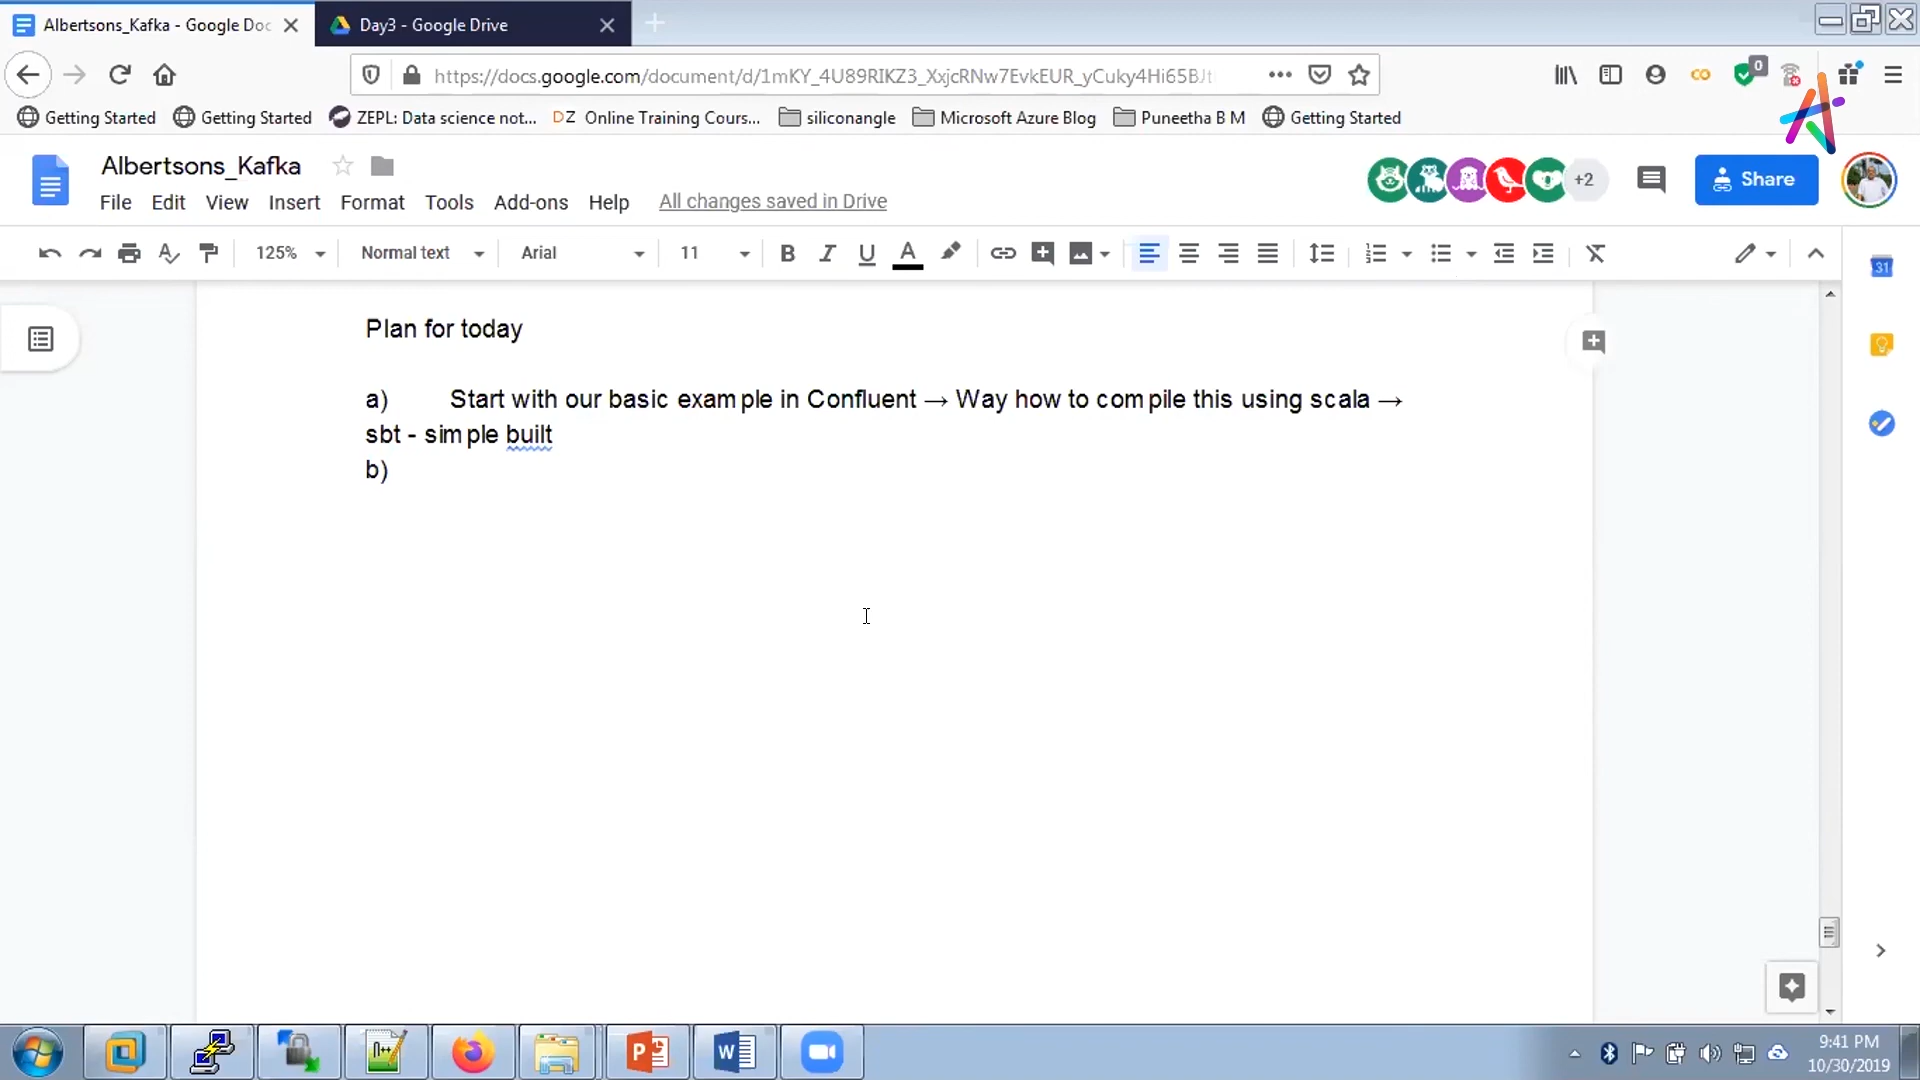 Albertsons_Kafka - Google Doc
Day3 - Google Drive
https://docs.google.com/document/d/1mKY_4U89RIKZ3_XxjcRNw7EvkEUR_yCuky4Hi65BJt
0
Getting Started
Getting Started
ZEPL: Data science not...
DZ Online Training Cours...
siliconangle
Microsoft Azure Blog
Puneetha B M
Getting Started
Albertsons_Kafka
+2
Share
File Edit View Insert Format Tools Add-ons Help All changes saved in Drive
125% Normal text Arial 11 B I U A
31
Plan for today
a) Start with our basic example in Confluent → Way how to compile this using scala →
sbt - simple built
b)
9:41 PM
10/30/2019